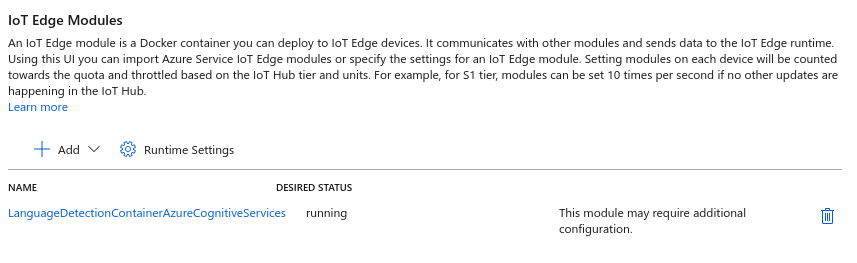 IoT Edge Modules
An IoT Edge module is a Docker container you can deploy to IoT Edge devices. It communicates with other modules and sends data to the IoT Edge runtime.
Using this UI you can import Azure Service IoT Edge modules or specify the settings for an IoT Edge module. Setting modules on each device will be counted
towards the quota and throttled based on the IoT Hub tier and units. For example, for S1 tier, modules can be set 10 times per second if no other updates are
happening in the IoT Hub.
Learn more
Add Runtime Settings
NAME DESIRED STATUS
LanguageDetectionContainerAzureCognitiveServices running This module may require additional
configuration.